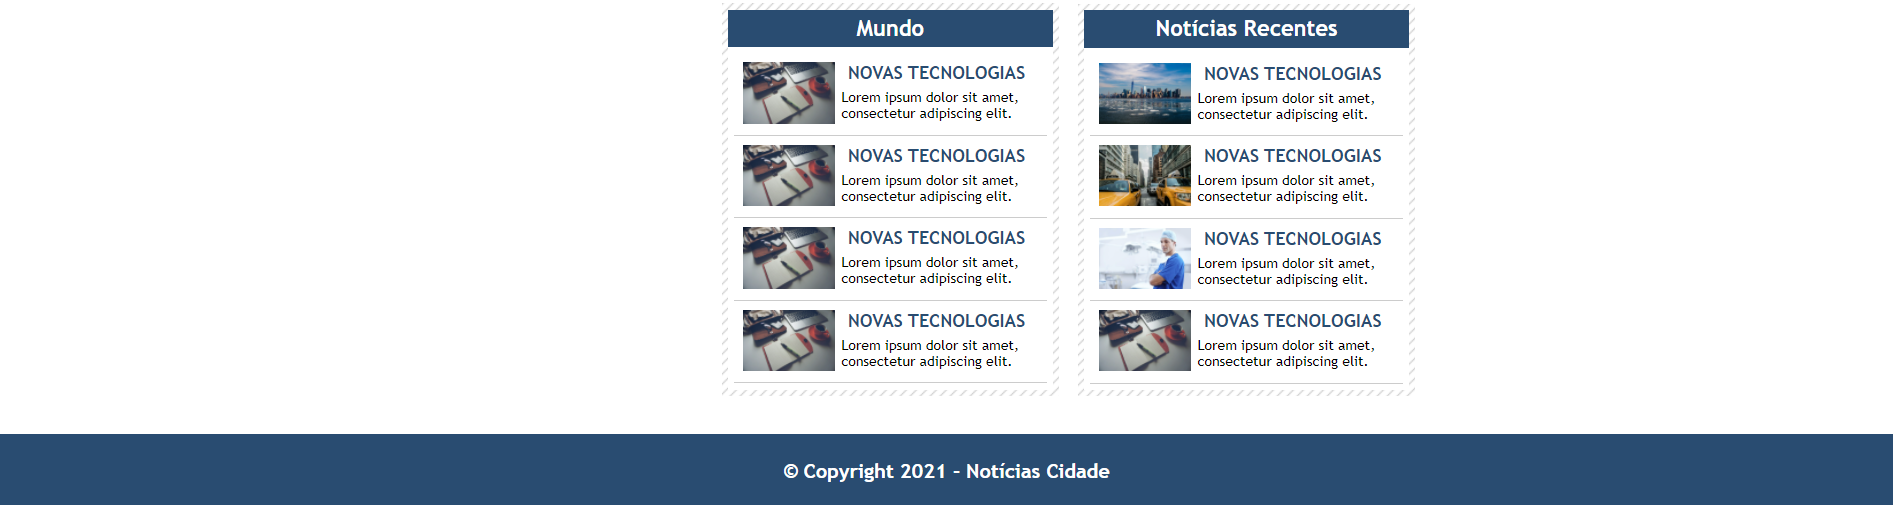 Mundo
NOVAS TECNOLOGIAS
Lorem ipsum dolor sit amet,
consectetur adipiscing elit.
NOVAS TECNOLOGIAS
Lorem ipsum dolor sit amet,
consectetur adipiscing elit.
NOVAS TECNOLOGIAS
Lorem ipsum dolor sit amet,
consectetur adipiscing elit.
NOVAS TECNOLOGIAS
Lorem ipsum dolor sit amet,
consectetur adipiscing elit.
Notícias Recentes
NOVAS TECNOLOGIAS
Lorem ipsum dolor sit amet,
consectetur adipiscing elit.
NOVAS TECNOLOGIAS
Lorem ipsum dolor sit amet,
consectetur adipiscing elit.
NOVAS TECNOLOGIAS
Lorem ipsum dolor sit amet,
consectetur adipiscing elit.
NOVAS TECNOLOGIAS
Lorem ipsum dolor sit amet,
consectetur adipiscing elit.
© Copyright 2021 - Notícias Cidade